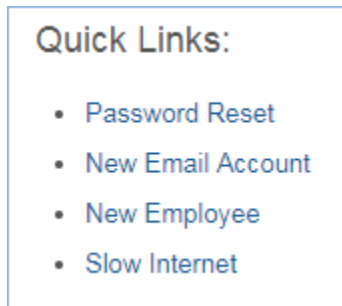 Quick Links:
Password Reset
New Email Account
New Employee
Slow Internet